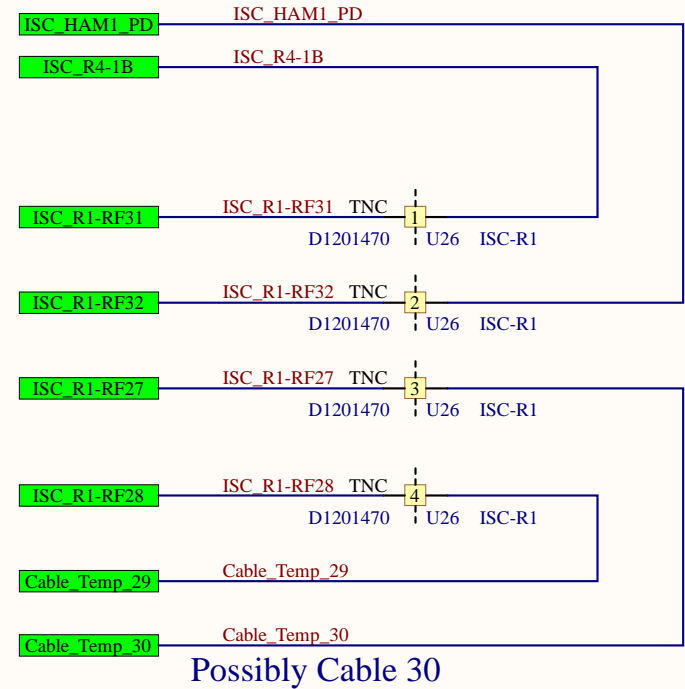 ISC_HAM1_PD ISC_HAM1_PD
ISC_R4-1B ISC_R4-1B
ISC_R1-RF31 ISC_R1-RF31 TNC 1
D1201470 U26 ISC-R1
ISC_R1-RF32 ISC_R1-RF32 TNC 2
D1201470 U26 ISC-R1
ISC_R1-RF27 ISC_R1-RF27 TNC 3
D1201470 U26 ISC-R1
ISC_R1-RF28 ISC_R1-RF28 TNC 4
D1201470 U26 ISC-R1
Cable_Temp_29 Cable_Temp_29
Cable_Temp_30 Cable_Temp_30
Possibly Cable 30